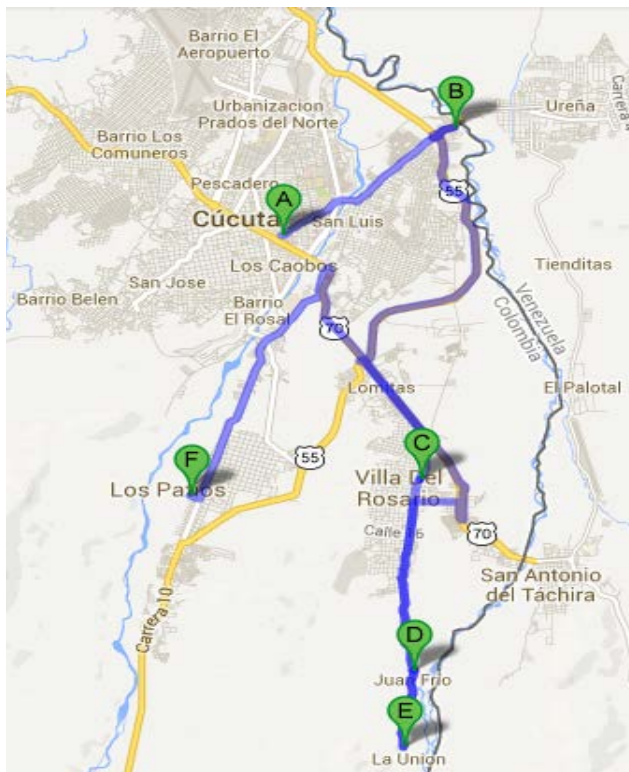 Barrio El
Aeropuerto
B
Ureña
Carrera 4
Urbanizacion
Prados del Norte
Barrio Los
Comuneros
Pescadero
A
55
Cúcuta
San Luis
Los Caobos
Tienditas
San Jose
Barrio Belen
Barrio
El Rosal
Venezuela
Colombia
70
Lomitas
El Palotal
C
55
F
Los Patios
Villa Del
Rosario
Calle 16
70
San Antonio
del Táchira
Carrera 10
D
Juan Frio
E
La Union